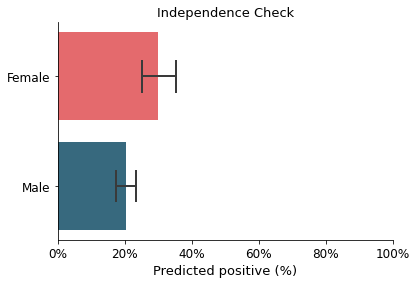 Independence Check
Female
Male
0%
20%
40%
60%
80%
100%
Predicted positive (%)